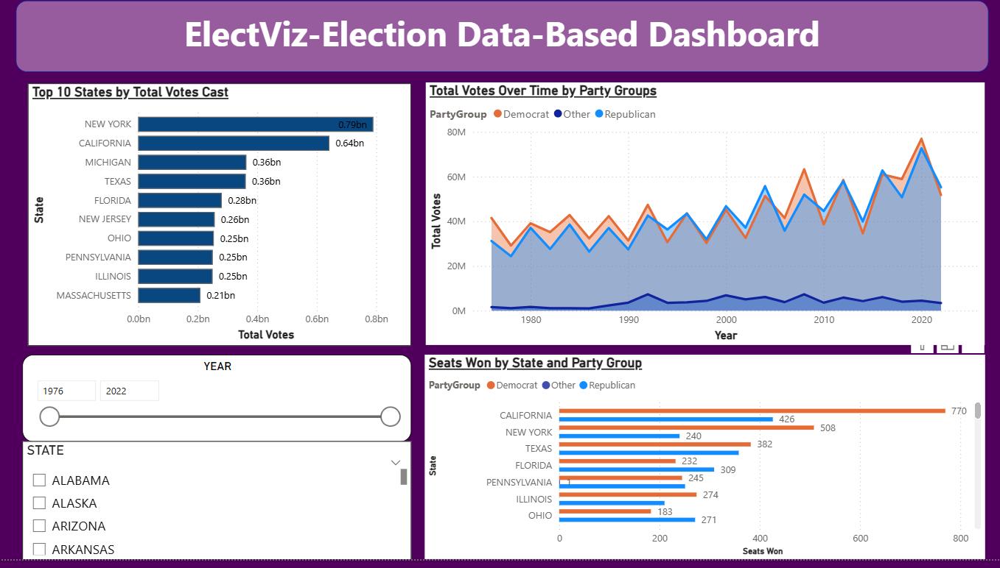 ElectViz-Election Data-Based Dashboard
Top 10 States by Total Votes Cast
State
NEW YORK 0.79bn
CALIFORNIA 0.64bn
MICHIGAN 0.36bn
TEXAS 0.36bn
FLORIDA 0.28bn
NEW JERSEY 0.26bn
OHIO 0.25bn
PENNSYLVANIA 0.25bn
ILLINOIS 0.25bn
MASSACHUSETTS 0.21bn
0.0bn 0.2bn 0.4bn 0.6bn 0.8bn
Total Votes
Total Votes Over Time by Party Groups
PartyGroup Democrat Other Republican
Total Votes
80M
60M
40M
20M
0M
1980 1990 2000 2010 2020
Year
YEAR
1976 2022
STATE
ALABAMA
ALASKA
ARIZONA
ARKANSAS
Seats Won by State and Party Group
PartyGroup Democrat Other Republican
State
CALIFORNIA 770
426
NEW YORK 508
240
TEXAS 382
FLORIDA 232
309
PENNSYLVANIA 245
1
ILLINOIS 274
OHIO 183
271
0 200 400 600 800
Seats Won